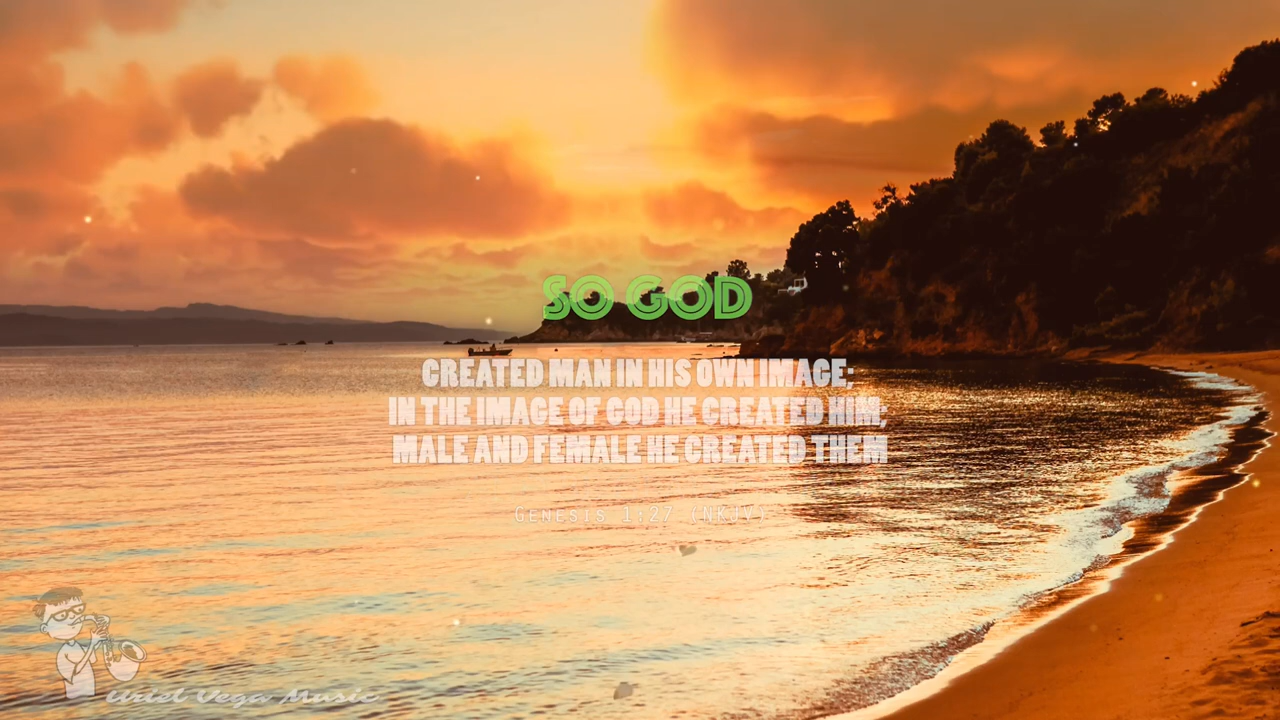 SO GOD
CREATED MAN IN HIS OWN IMAGE;
IN THE IMAGE OF GOD HE CREATED HIM;
MALE AND FEMALE HE CREATED THEM
Genesis 1:27 (NKJV)
Uriel Vega Music